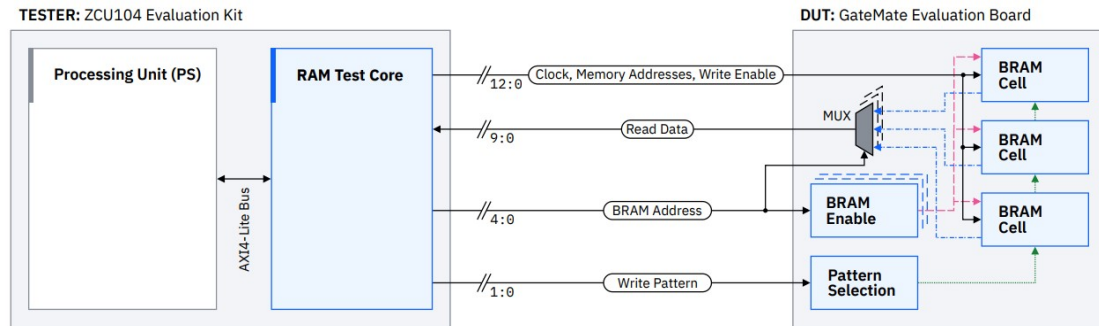 TESTER: ZCU104 Evaluation Kit
DUT: GateMate Evaluation Board
Processing Unit (PS)
RAM Test Core
AXI4-Lite Bus
12:0
Clock, Memory Addresses, Write Enable
9:0
Read Data
4:0
BRAM Address
1:0
Write Pattern
MUX
BRAM
Enable
Pattern
Selection
BRAM
Cell
BRAM
Cell
BRAM
Cell